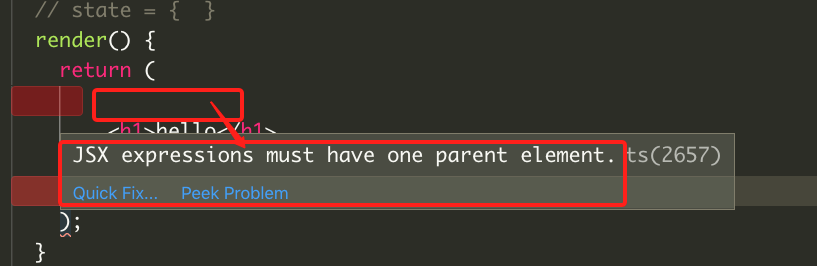 // state = {  }
render() {
return (
<h1>hello</h1>
JSX expressions must have one parent element. ts(2657)
Quick Fix... Peek Problem
);
}